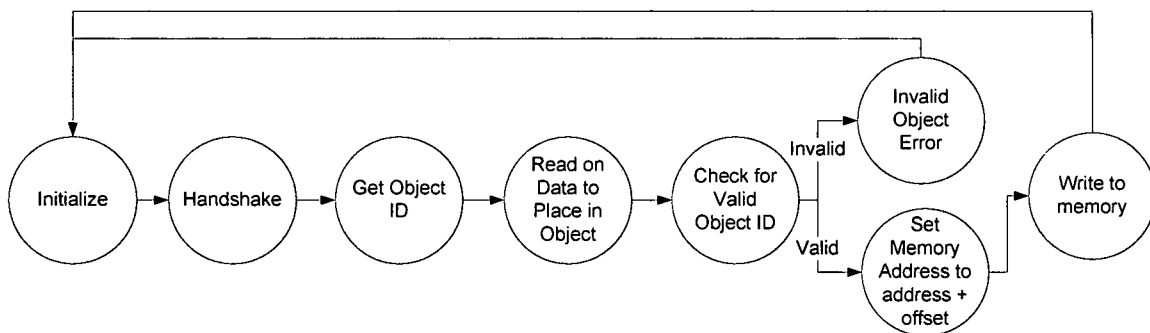 Initialize
Handshake
Get Object
ID
Read on
Data to
Place in
Object
Check for
Valid
Object ID
Invalid
Valid
Invalid
Object
Error
Set
Memory
Address to
address +
offset
Write to
memory